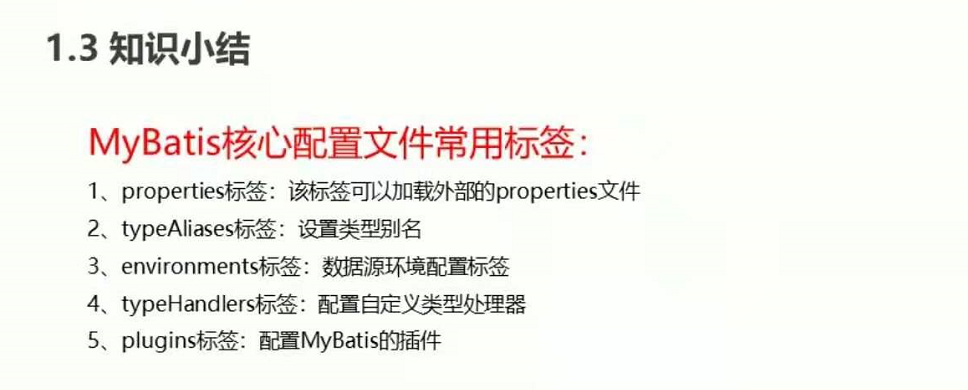 1.3 知识小结
MyBatis核心配置文件常用标签：
1、properties标签：该标签可以加载外部的properties文件
2、typeAliases标签：设置类型别名
3、environments标签：数据源环境配置标签
4、typeHandlers标签：配置自定义类型处理器
5、plugins标签：配置MyBatis的插件